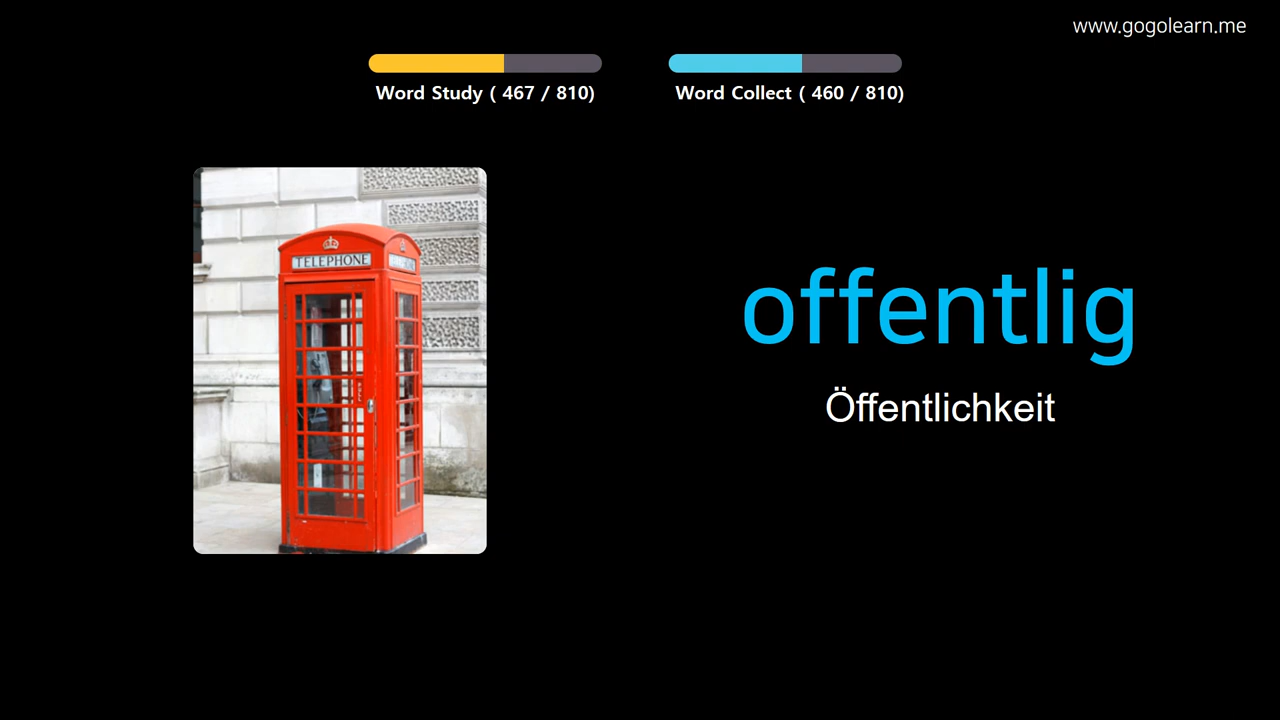 www.gogolearn.me
Word Study ( 467 / 810)
Word Collect ( 460 / 810)
TELEPHONE
offentlig
Öffentlichkeit